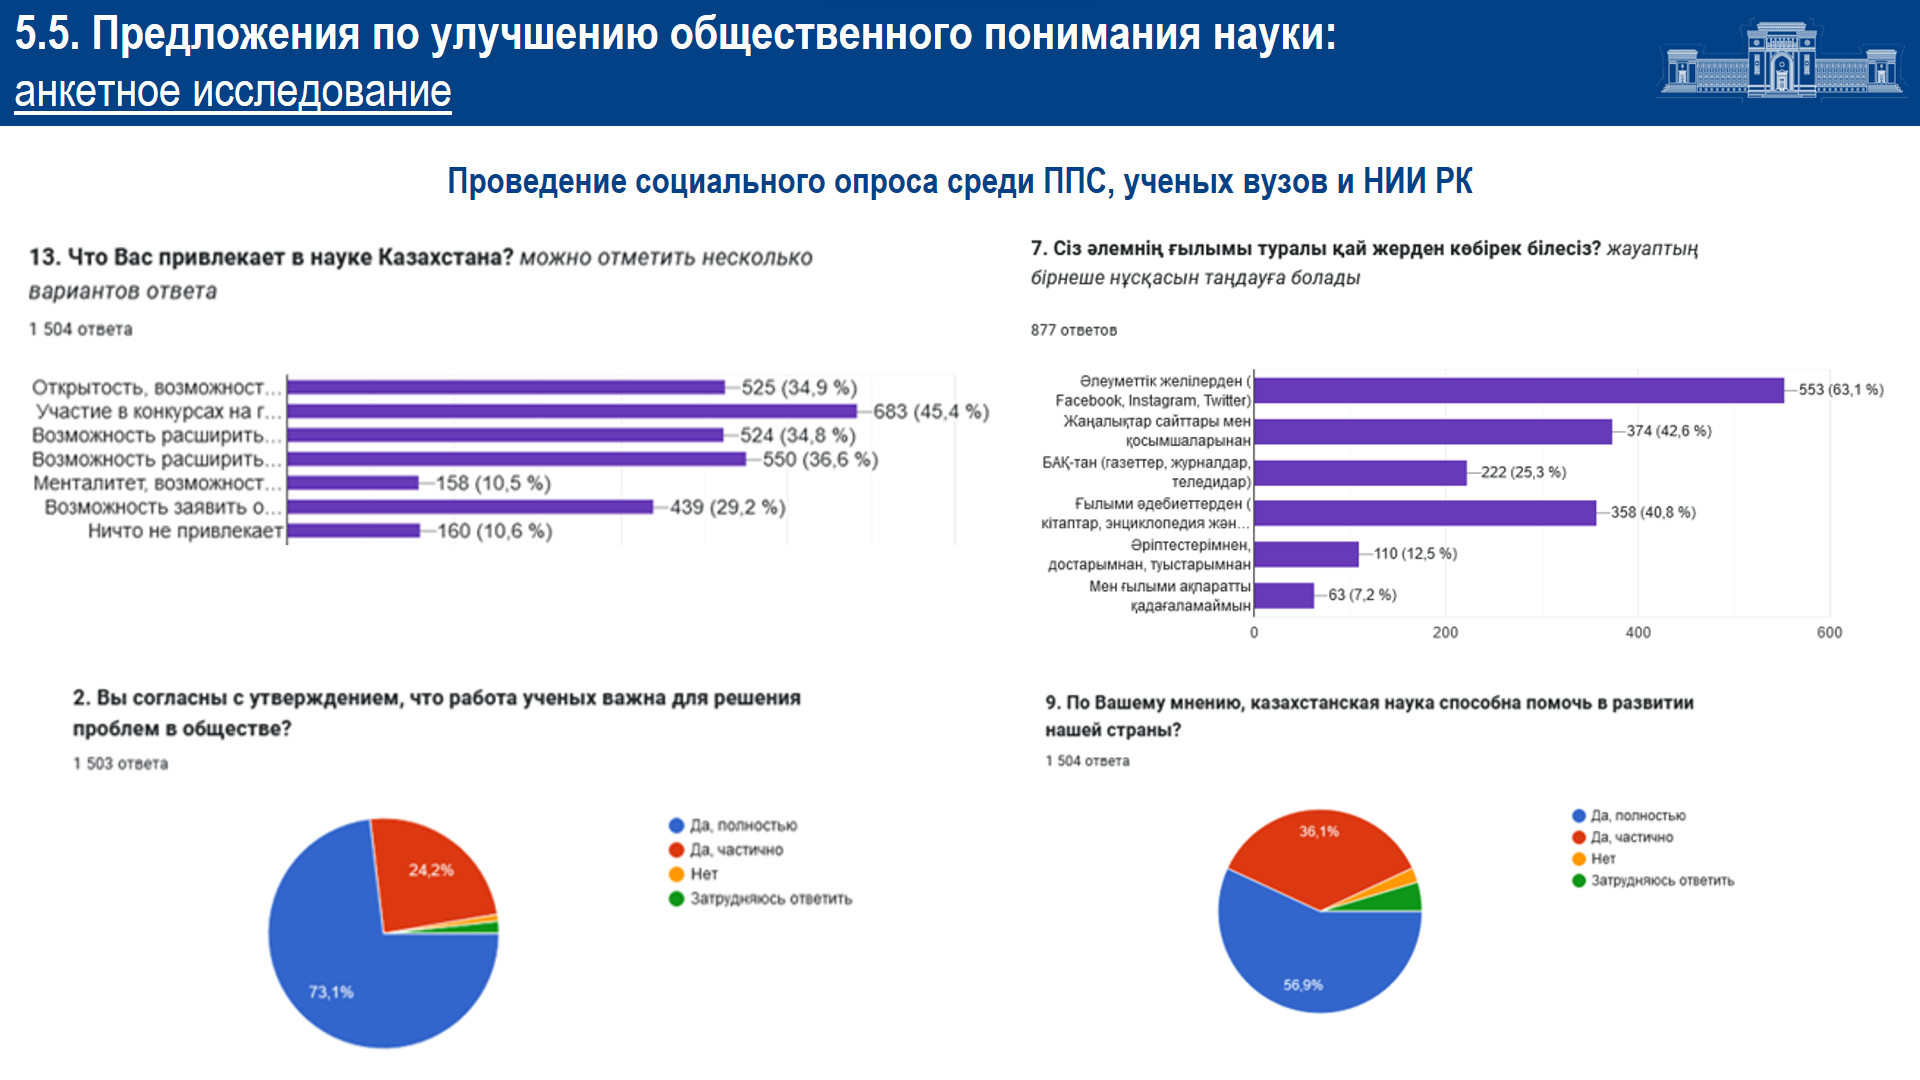 5.5. Предложения по улучшению общественного понимания науки:
анкетное исследование
Проведение социального опроса среди ППС, ученых вузов и НИИ РК
13. Что Вас привлекает в науке Казахстана? можно отметить несколько
вариантов ответа
1 504 ответа
Открытость, возможност...
525 (34,9 %)
Участие в конкурсах на г...
683 (45,4 %)
Возможность расширить...
524 (34,8 %)
Возможность расширить...
550 (36,6 %)
Менталитет, возможност...
158 (10,5 %)
Возможность заявить о...
439 (29,2 %)
Ничто не привлекает
160 (10,6 %)
7. Сіз әлемнің ғылымы туралы қай жерден көбірек білесіз? жауаптың
бірнеше нұсқасын таңдауға болады
877 ответов
Әлеуметтік желілерден (
Facebook, Instagram, Twitter)
553 (63,1 %)
Жаңалықтар сайттары мен
қосымшаларынан
374 (42,6 %)
БАҚ-тан (газеттер, журналдар,
теледидар)
222 (25,3 %)
Ғылыми әдебиеттерден (
кітаптар, энциклопедия жән...
358 (40,8 %)
Әріптестерімнен,
достарымнан, туыстарымнан
110 (12,5 %)
Мен ғылыми ақпаратты
қадағаламаймын
63 (7,2 %)
0 200 400 600
2. Вы согласны с утверждением, что работа ученых важна для решения
проблем в обществе?
1 503 ответа
24,2%
73,1%
Да, полностью
Да, частично
Нет
Затрудняюсь ответить
9. По Вашему мнению, казахстанская наука способна помочь в развитии
нашей страны?
1 504 ответа
36,1%
56,9%
Да, полностью
Да, частично
Нет
Затрудняюсь ответить